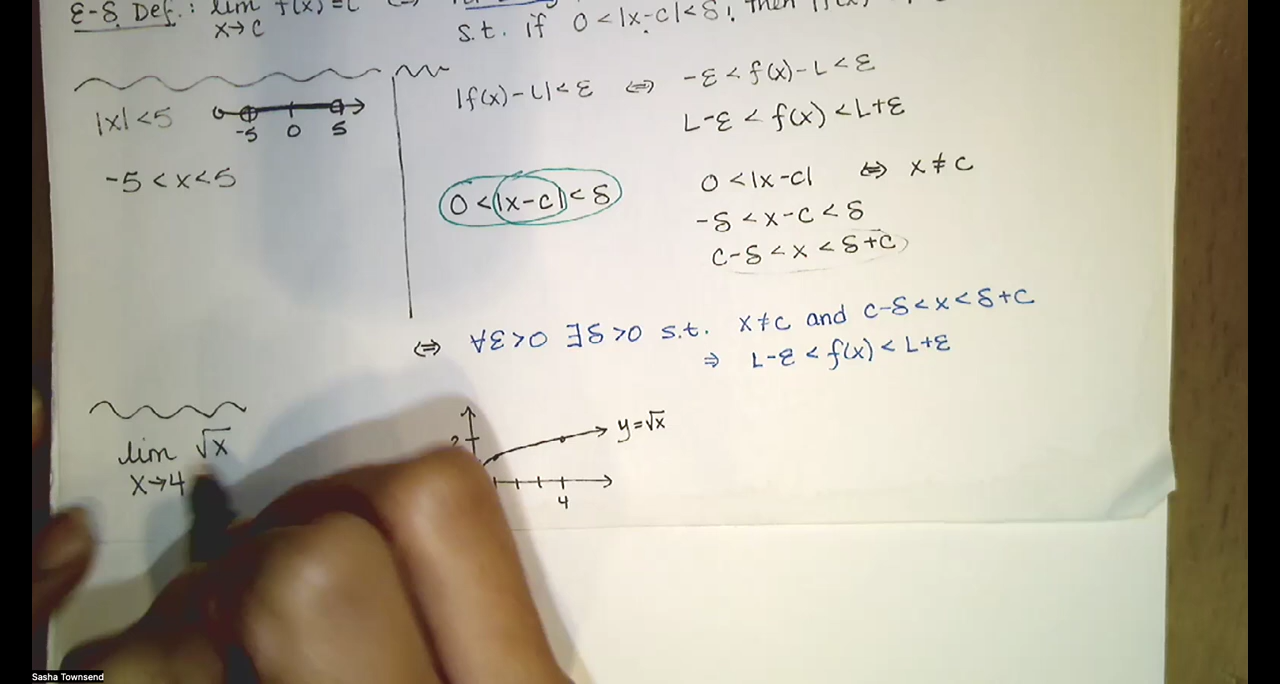 ε-δ Def.: lim f(x)=L (⇒
x→c
s.t. if 0<|x-c|<δ, then
|x|<5
-5 0 5
-5<x<5
|f(x)-L|<ε ⇔ -ε<f(x)-L<ε
L-ε<f(x)<L+ε
0<|x-c|<δ
0<|x-c| ⇔ x≠c
-δ<x-c<δ
c-δ<x<δ+c
⇔ ∀ε>0 ∃δ>0 s.t. x≠c and c-δ<x<δ+c
⇒ L-ε<f(x)<L+ε
lim √x
x→4
2
y=√x
4
Sasha Townsend